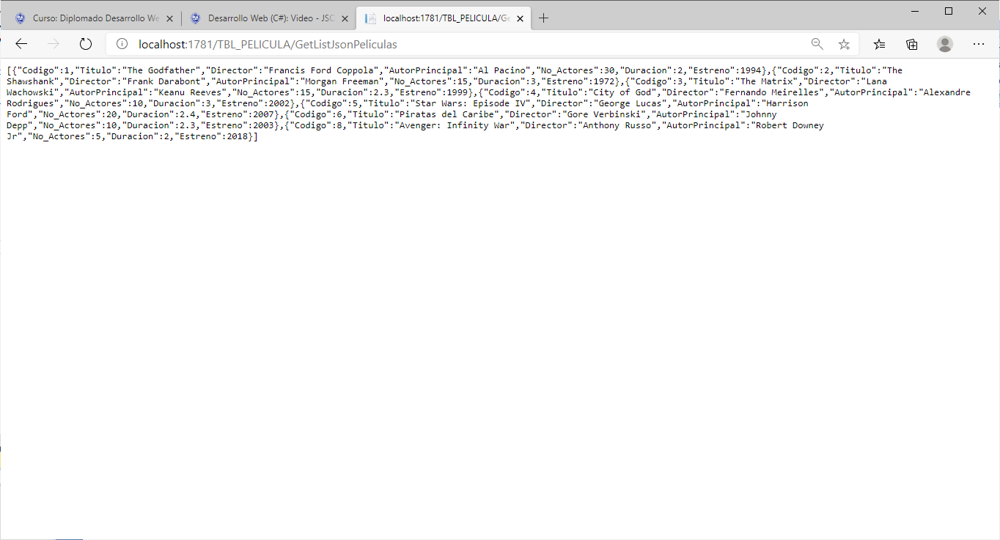 Curso: Diplomado Desarrollo We
Desarrollo Web (C#): Video - JSO
localhost:1781/TBL_PELICULA/Ge
localhost:1781/TBL_PELICULA/GetListJsonPeliculas
[{"Codigo":1,"Titulo":"The Godfather","Director":"Francis Ford Coppola","AutorPrincipal":"Al Pacino","No_Actores":30,"Duracion":2,"Estreno":1994},{"Codigo":2,"Titulo":"The
Shawshank","Director":"Frank Darabont","AutorPrincipal":"Morgan Freeman","No_Actores":15,"Duracion":3,"Estreno":1972},{"Codigo":3,"Titulo":"The Matrix","Director":"Lana
Wachowski","AutorPrincipal":"Keanu Reeves","No_Actores":15,"Duracion":2.3,"Estreno":1999},{"Codigo":4,"Titulo":"City of God","Director":"Fernando Meirelles","AutorPrincipal":"Alexandre
Rodrigues","No_Actores":10,"Duracion":3,"Estreno":2002},{"Codigo":5,"Titulo":"Star Wars: Episode IV","Director":"George Lucas","AutorPrincipal":"Harrison
Ford","No_Actores":20,"Duracion":2.4,"Estreno":2007},{"Codigo":6,"Titulo":"Piratas del Caribe","Director":"Gore Verbinski","AutorPrincipal":"Johnny
Depp","No_Actores":10,"Duracion":2.3,"Estreno":2003},{"Codigo":8,"Titulo":"Avenger: Infinity War","Director":"Anthony Russo","AutorPrincipal":"Robert Downey
Jr","No_Actores":5,"Duracion":2,"Estreno":2018}]